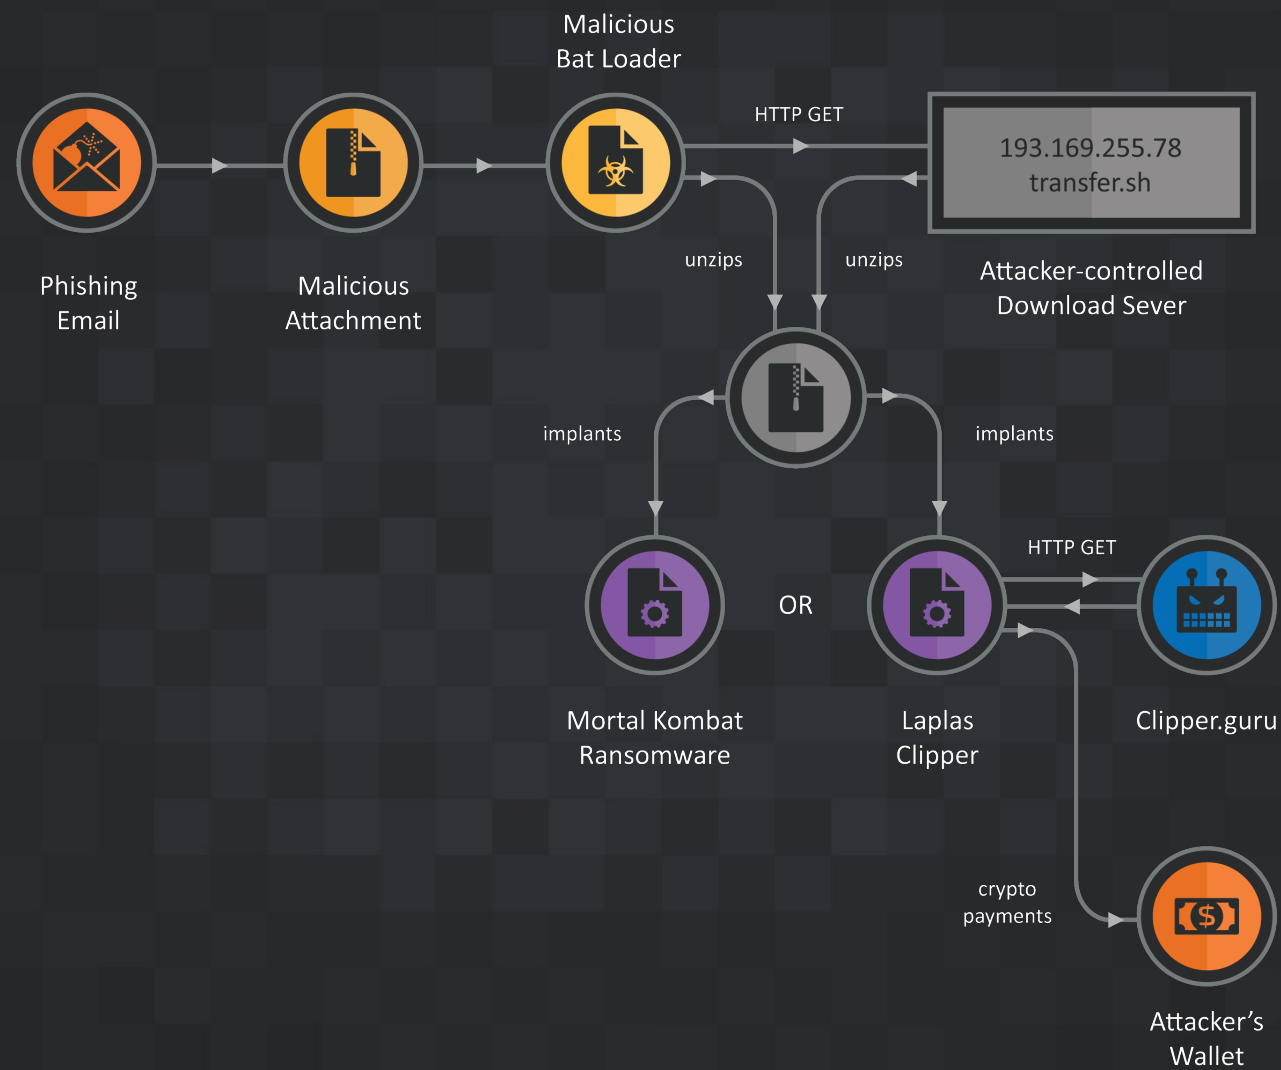 Malicious
Bat Loader
HTTP GET
193.169.255.78
transfer.sh
unzips
unzips
Phishing
Email
Malicious
Attachment
Attacker-controlled
Download Sever
implants
implants
HTTP GET
OR
Mortal Kombat
Ransomware
Laplas
Clipper
Clipper.guru
crypto
payments
Attacker’s
Wallet